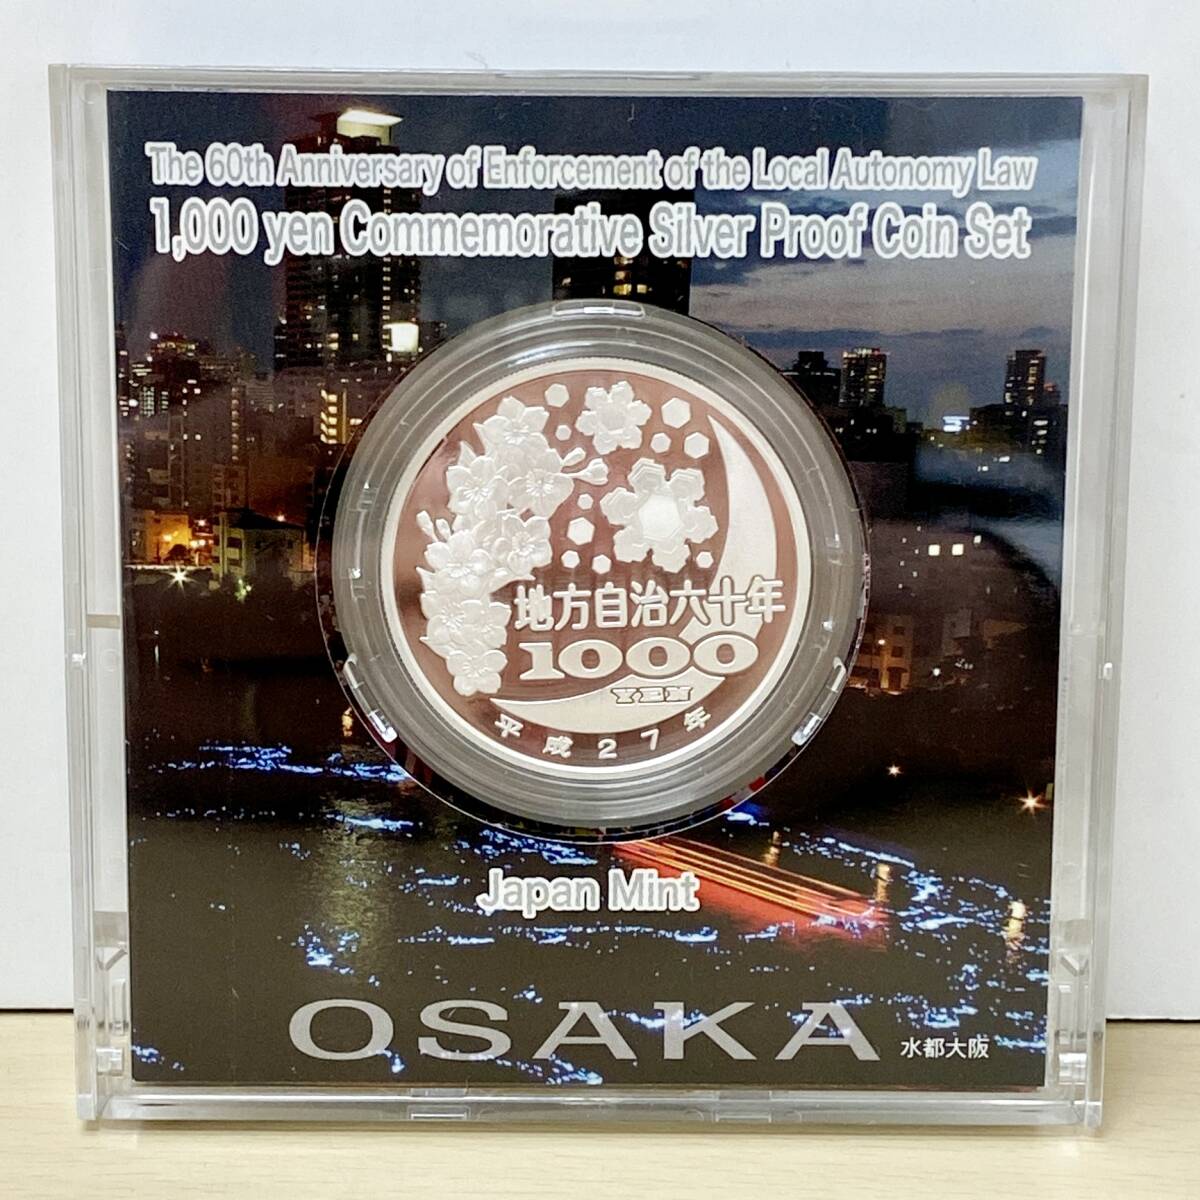 The 60th Anniversary of Enforcement of the Local Autonomy Law
1,000 yen Commemorative Silver Proof Coin Set
地方自治六十年
1000
YEN
平成27年
Japan Mint
OSAKA
水都大阪